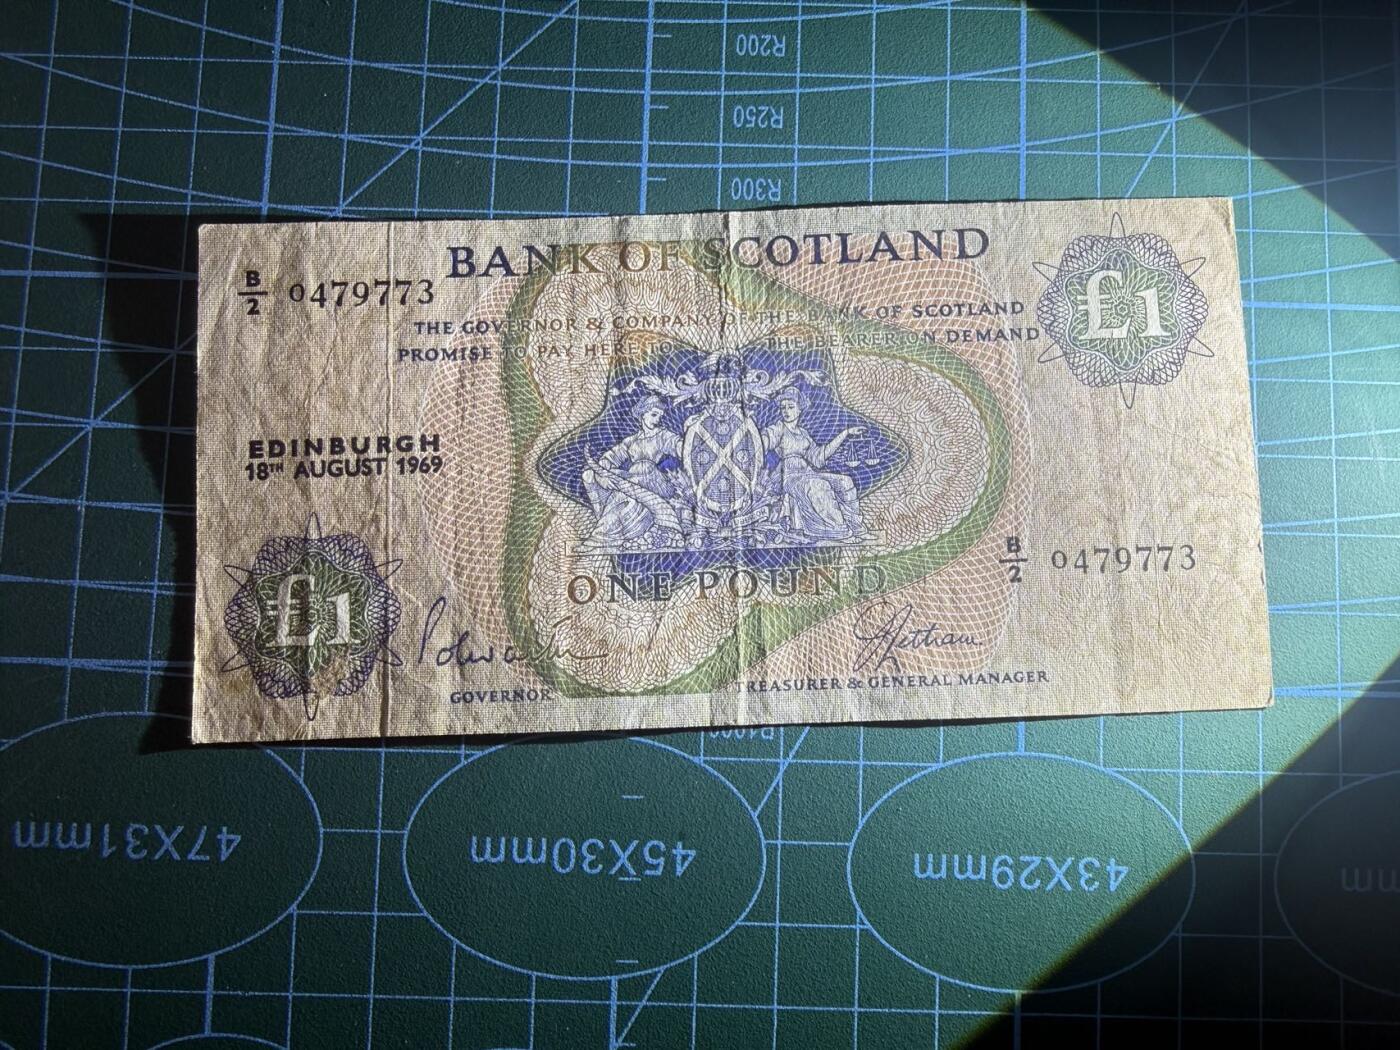 R200
R250
R300
BANK OF SCOTLAND
£1
B/2 0479773
THE GOVERNOR & COMPANY OF THE BANK OF SCOTLAND
PROMISE TO PAY HERE TO THE BEARER ON DEMAND
EDINBURGH
18TH AUGUST 1969
B/2 0479773
ONE POUND
£1
Polwarth
GOVERNOR
TREASURER & GENERAL MANAGER
47X31mm
45X30mm
43X29mm
mm